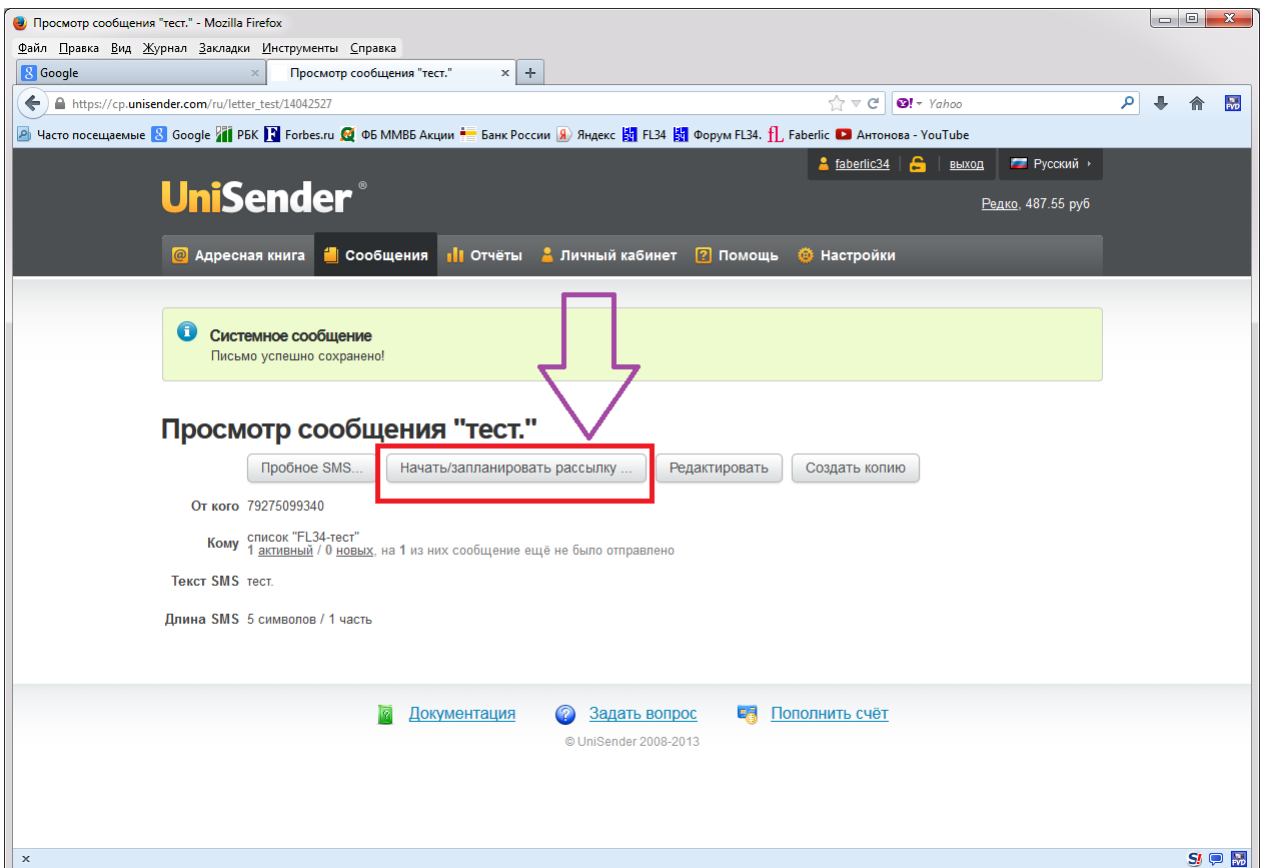 Просмотр сообщения "тест." - Mozilla Firefox
Файл Правка Вид Журнал Закладки Инструменты Справка
Google Просмотр сообщения "тест."
https://cp.unisender.com/ru/letter_test/14042527 Yahoo
Часто посещаемые Google РБК Forbes.ru ФБ ММВБ Акции Банк России Яндекс FL34 Форум FL34. Faberlic Антонова - YouTube
faberlic34 выход Русский
UniSender®
Редко, 487.55 руб
Адресная книга Сообщения Отчёты Личный кабинет Помощь Настройки
Системное сообщение
Письмо успешно сохранено!
Просмотр сообщения "тест."
Пробное SMS... Начать/запланировать рассылку ... Редактировать Создать копию
От кого 79275099340
Кому список "FL34-тест"
1 активный / 0 новых, на 1 из них сообщение ещё не было отправлено
Текст SMS тест.
Длина SMS 5 символов / 1 часть
Документация Задать вопрос Пополнить счёт
© UniSender 2008-2013